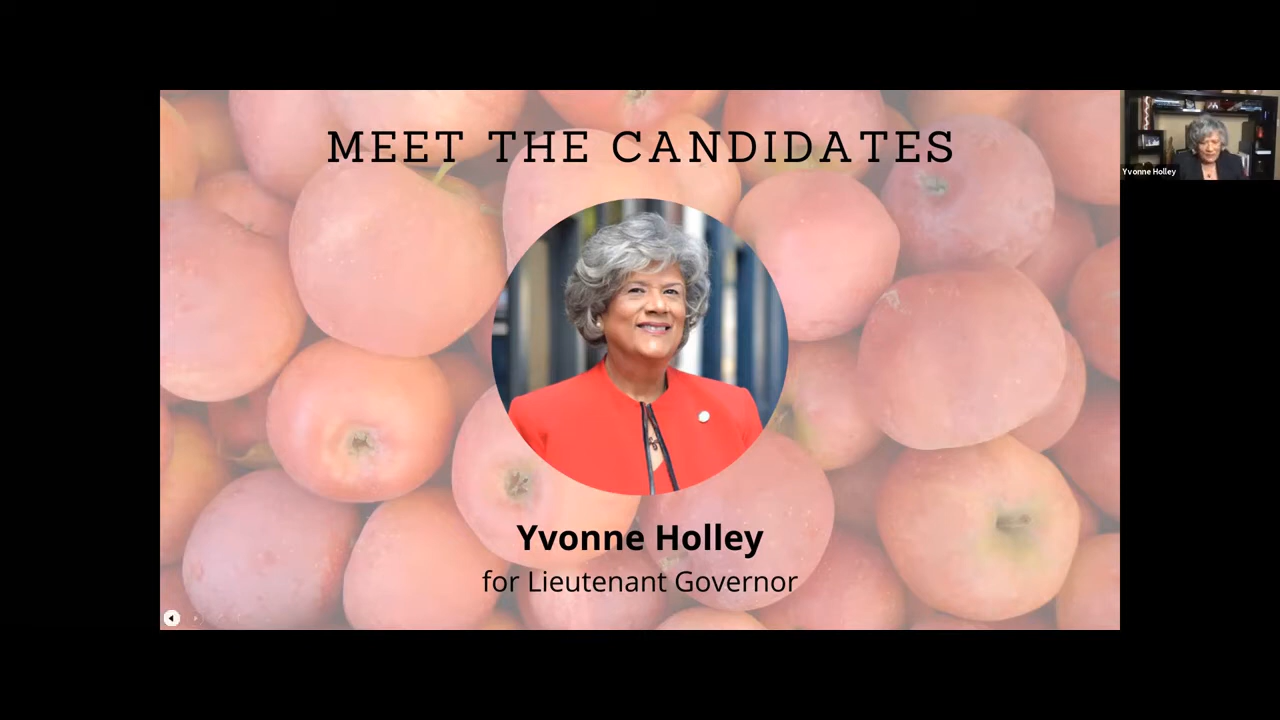 MEET THE CANDIDATES
Yvonne Holley
Yvonne Holley
for Lieutenant Governor